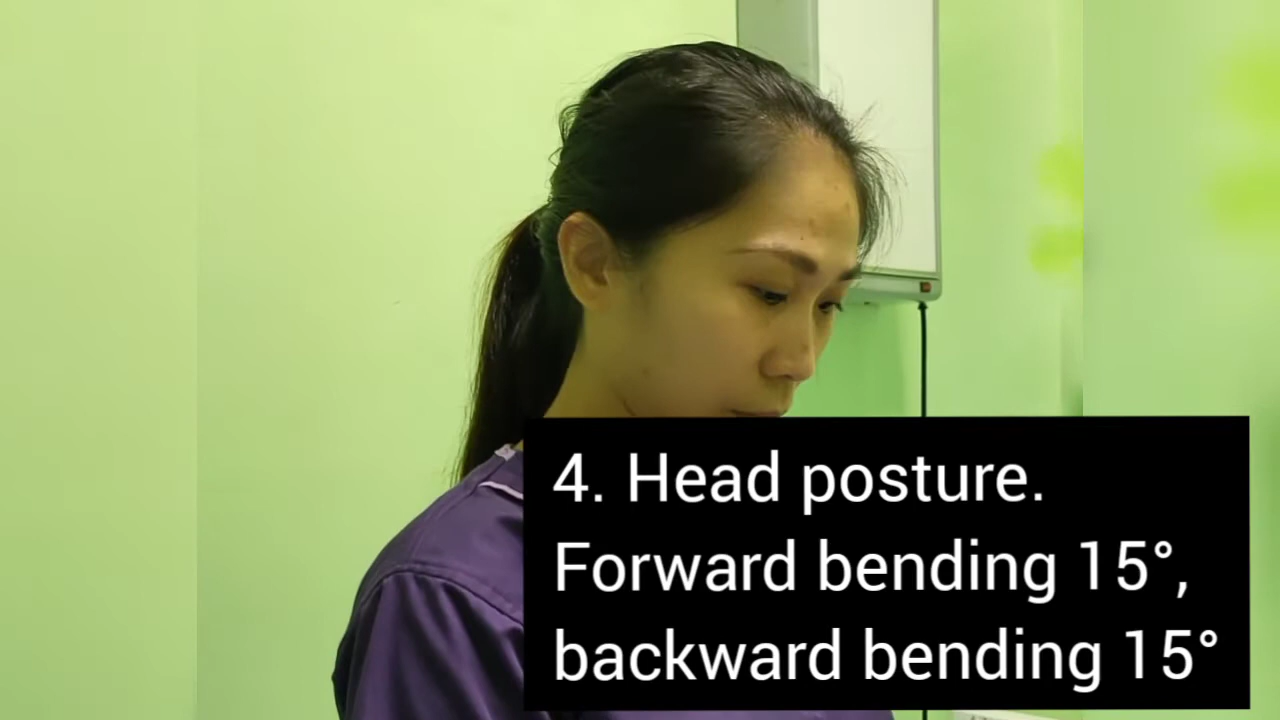 4. Head posture.
Forward bending 15°,
backward bending 15°